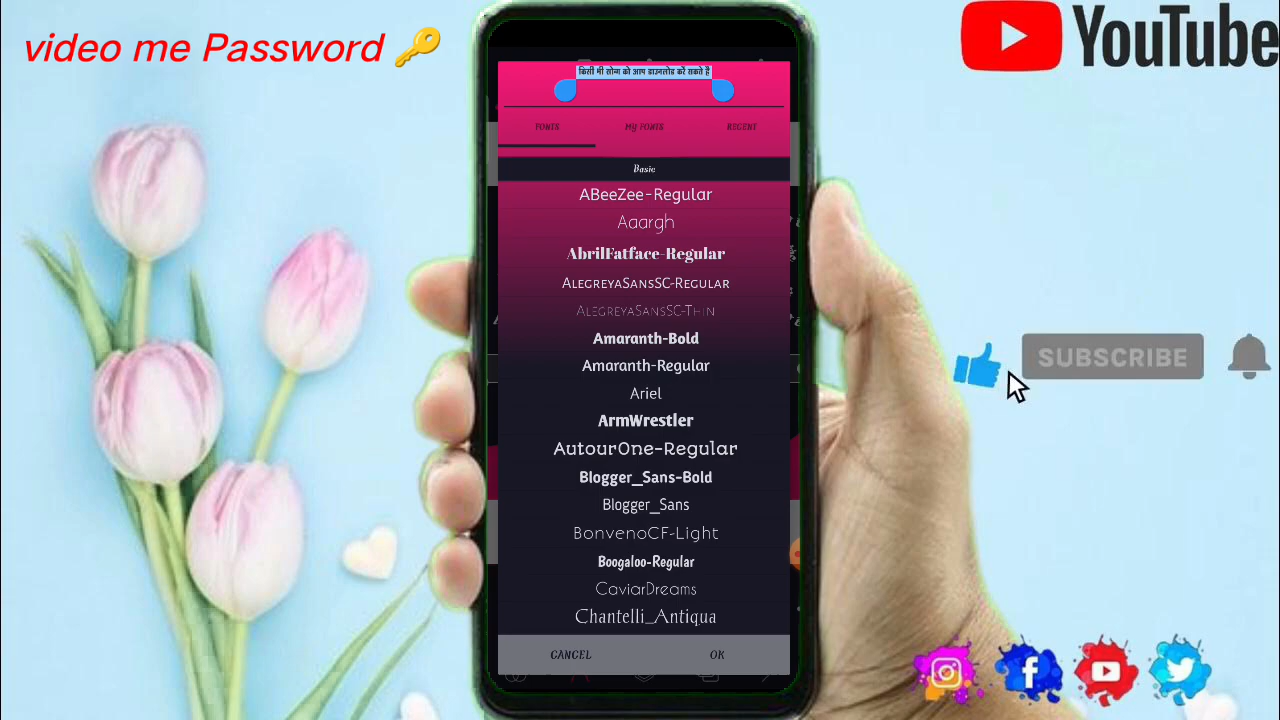 video me Password 🔑
YouTube
किसी भी सोन्ग को आप डाउनलोड करें सकते है
FONTS
MY FONTS
RECENT
Basic
ABeeZee-Regular
Aaargh
AbrilFatface-Regular
AlegreyaSansSC-Regular
AlegreyaSansSC-Thin
Amaranth-Bold
Amaranth-Regular
Ariel
ArmWrestler
AutourOne-Regular
Blogger_Sans-Bold
Blogger_Sans
BonvenoCF-Light
Boogaloo-Regular
CaviarDreams
Chantelli_Antiqua
CANCEL
OK
SUBSCRIBE